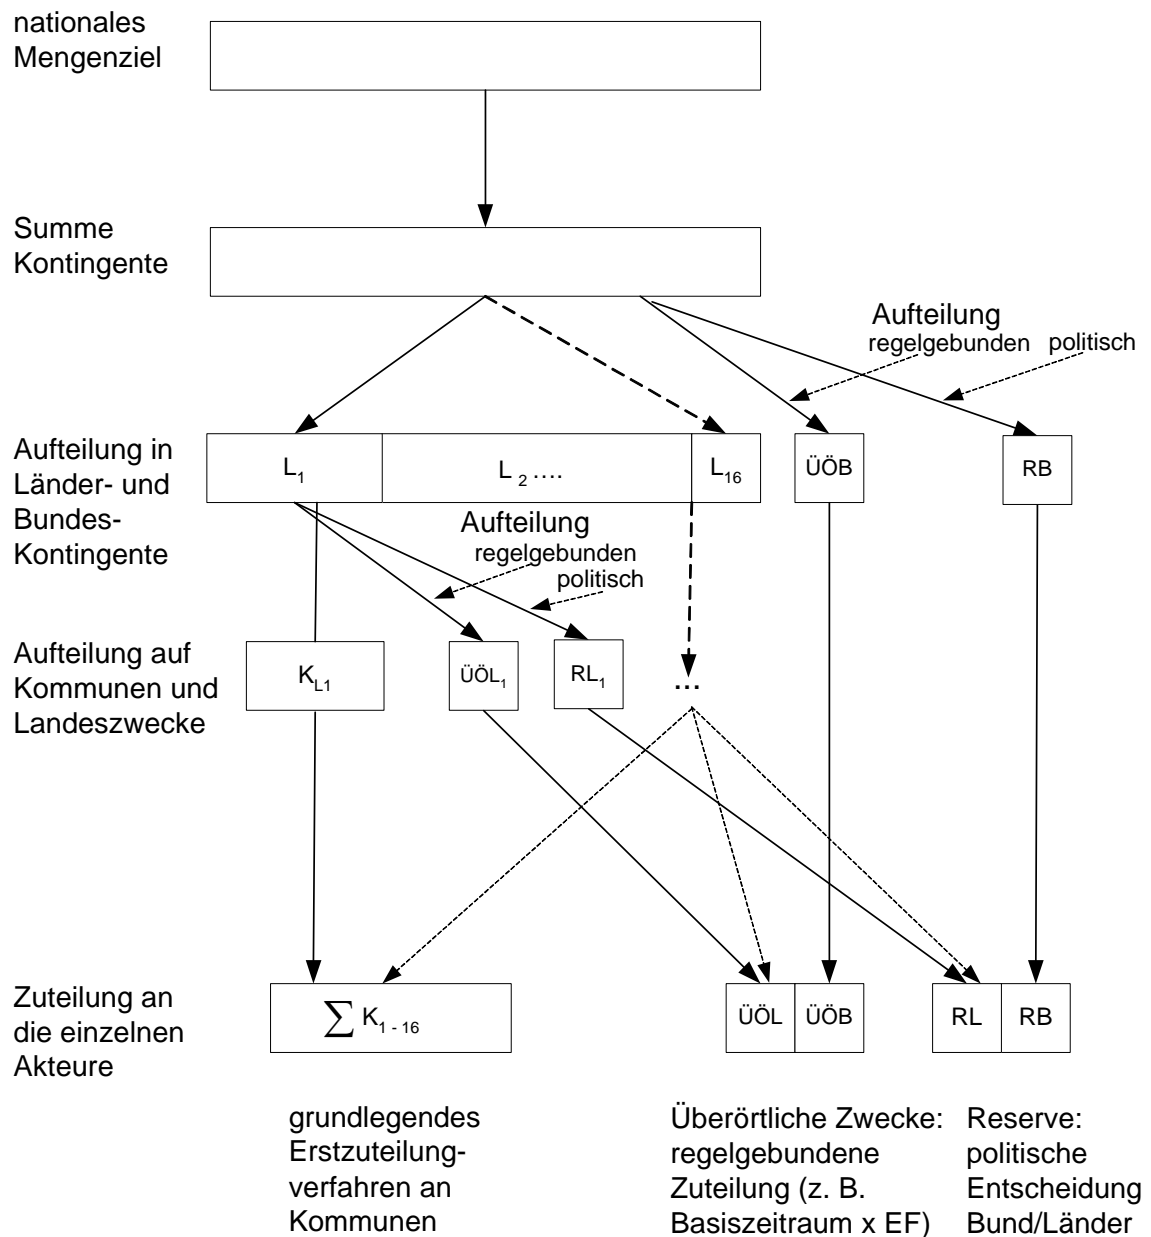 nationales
Mengenziel
Summe
Kontingente
Aufteilung
regelgebunden politisch
Aufteilung in
Länder- und
Bundes-
Kontingente
L1
L 2 ....
L16
ÜÖB
RB
Aufteilung
regelgebunden
politisch
Aufteilung auf
Kommunen und
Landeszwecke
KL1
ÜÖL1
RL1
...
Zuteilung an
die einzelnen
Akteure
∑ K1 - 16
ÜÖL
ÜÖB
RL
RB
grundlegendes
Erstzuteilung-
verfahren an
Kommunen
Überörtliche Zwecke:
regelgebundene
Zuteilung (z. B.
Basiszeitraum x EF)
Reserve:
politische
Entscheidung
Bund/Länder